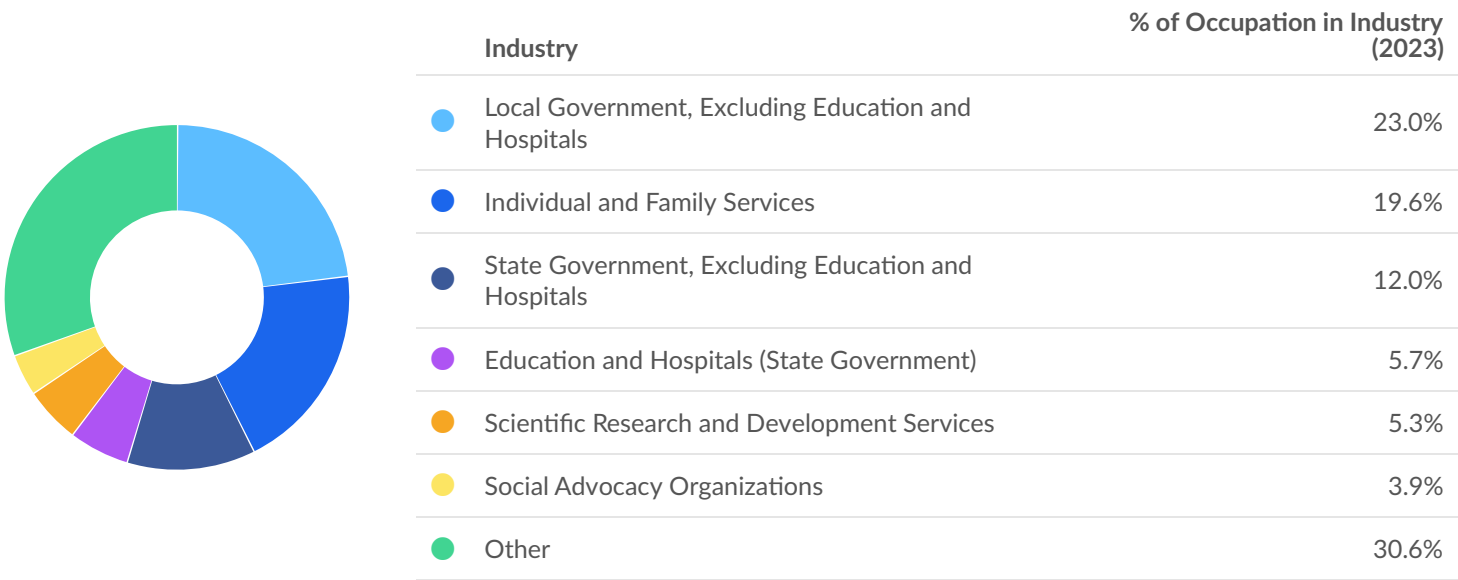 Industry
% of Occupation in Industry
(2023)
Local Government, Excluding Education and
Hospitals
23.0%
Individual and Family Services
19.6%
State Government, Excluding Education and
Hospitals
12.0%
Education and Hospitals (State Government)
5.7%
Scientific Research and Development Services
5.3%
Social Advocacy Organizations
3.9%
Other
30.6%